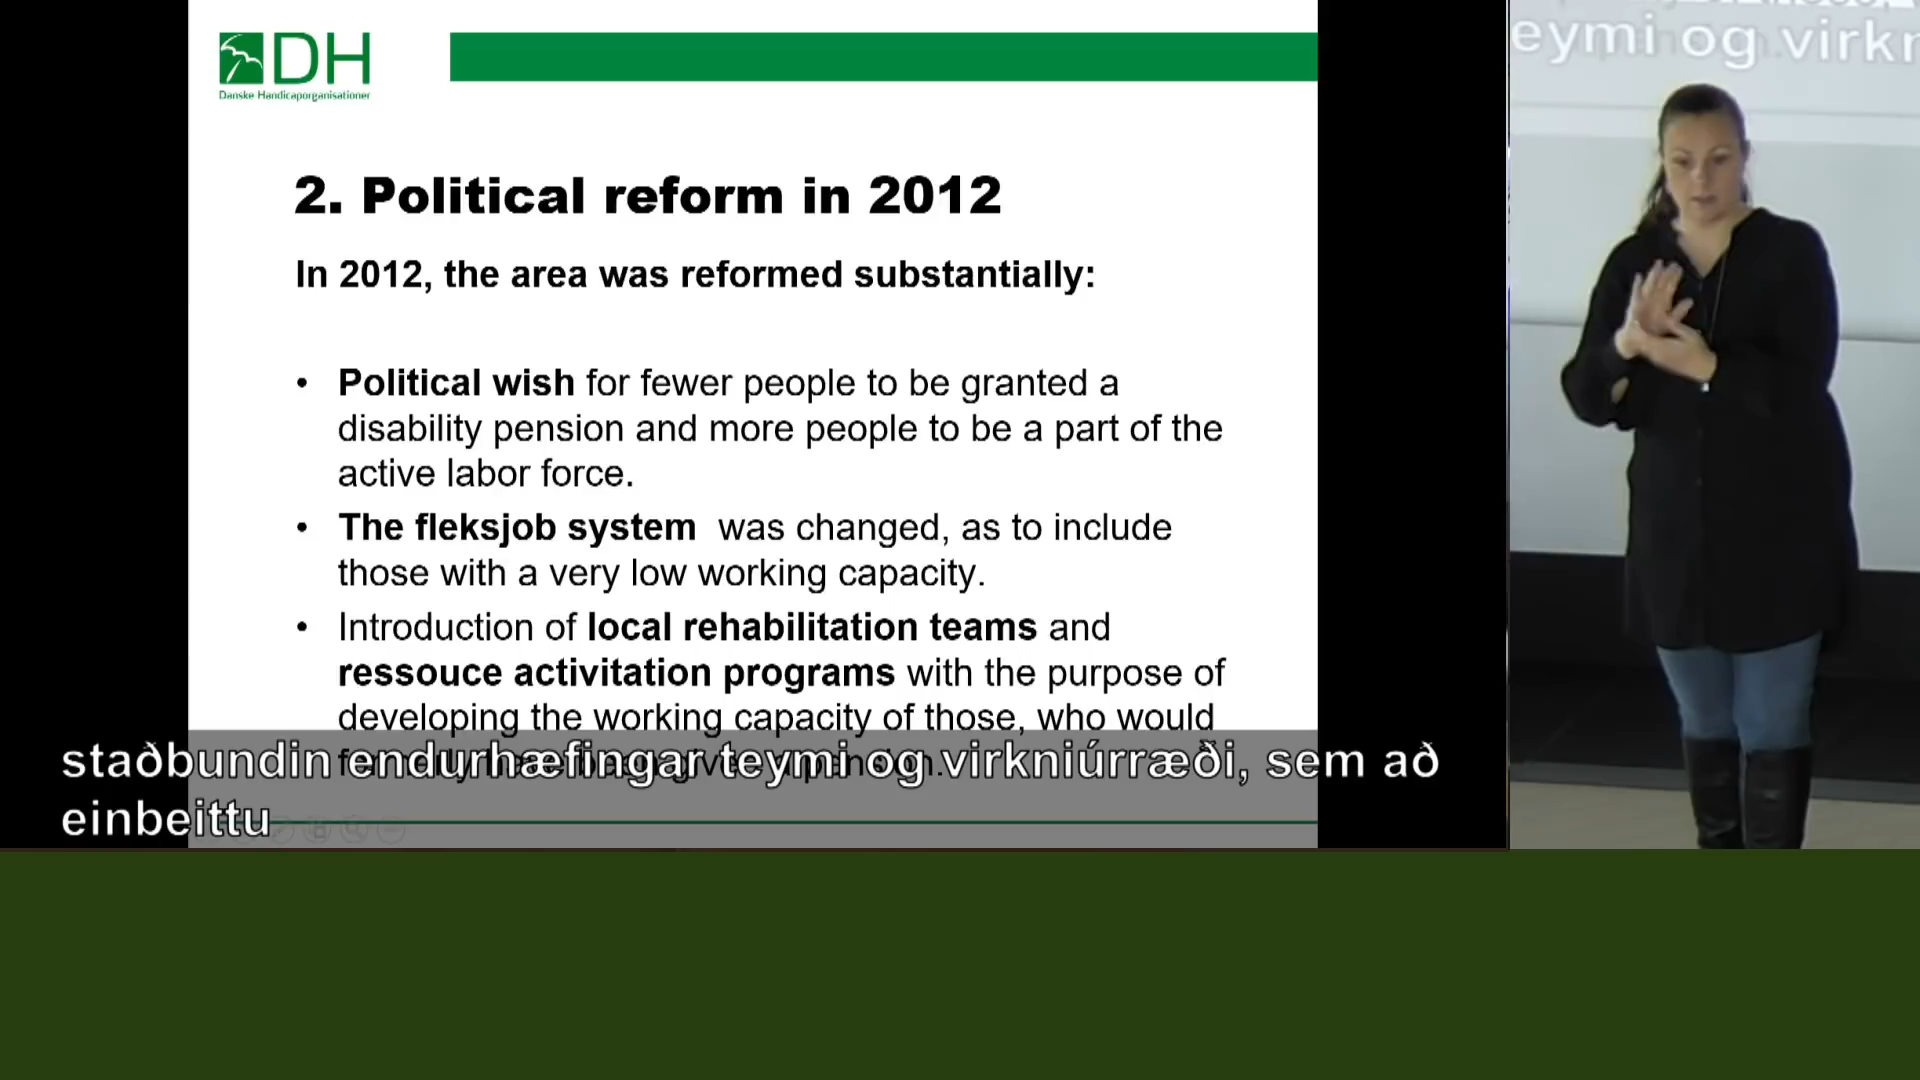 DH
Danske Handicaporganisationer
2. Political reform in 2012
In 2012, the area was reformed substantially:
• Political wish for fewer people to be granted a
disability pension and more people to be a part of the
active labor force.
• The fleksjob system was changed, as to include
those with a very low working capacity.
• Introduction of local rehabilitation teams and
ressouce activitation programs with the purpose of
developing the working capacity of those, who would
staðbundin endurhæfingar teymi og virkniúrræði, sem að
einbeittu
eymi og virkn